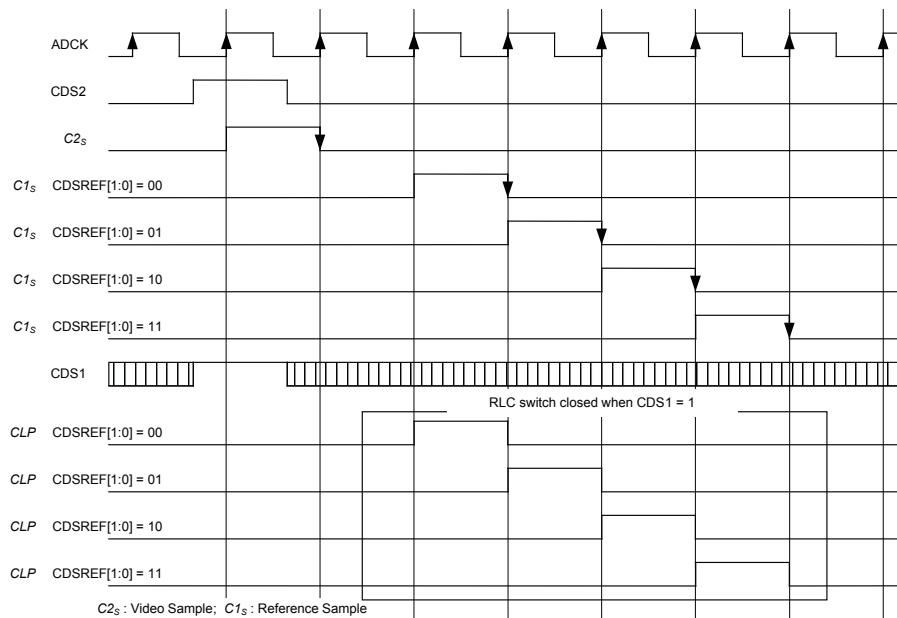 ADCK
CDS2
C2S
C1S CDSREF[1:0] = 00
C1S CDSREF[1:0] = 01
C1S CDSREF[1:0] = 10
C1S CDSREF[1:0] = 11
CDS1
RLC switch closed when CDS1 = 1
CLP CDSREF[1:0] = 00
CLP CDSREF[1:0] = 01
CLP CDSREF[1:0] = 10
CLP CDSREF[1:0] = 11
C2S : Video Sample; C1S : Reference Sample